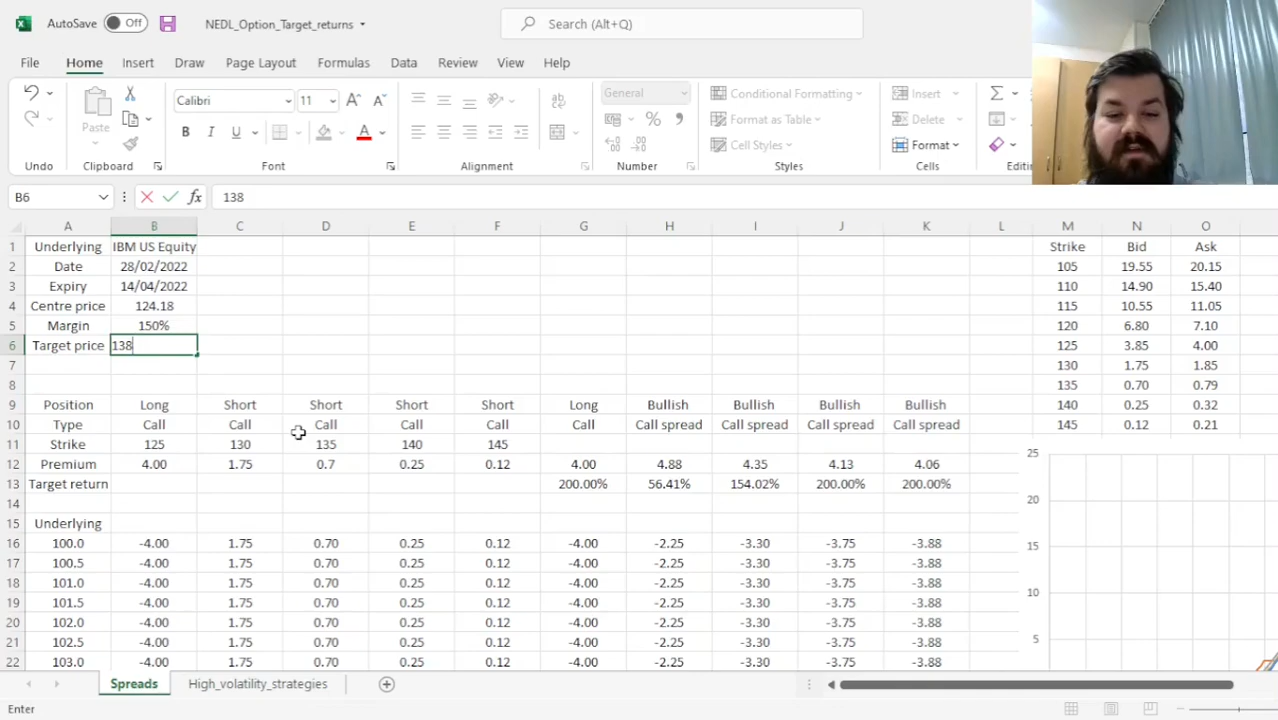 AutoSave Off NEDL_Option_Target_returns Search (Alt+Q)
File Home Insert Draw Page Layout Formulas Data Review View Help
Calibri 11 General Conditional Formatting Insert
Paste B I U Format as Table Delete
Cell Styles Format
Undo Clipboard Font Alignment Number Styles Cells Editin
B6 fx 138
A B C D E F G H I J K L M N O
1 Underlying IBM US Equity Strike Bid Ask
2 Date 28/02/2022 105 19.55 20.15
3 Expiry 14/04/2022 110 14.90 15.40
4 Centre price 124.18 115 10.55 11.05
5 Margin 150% 120 6.80 7.10
6 Target price 138 125 3.85 4.00
7 130 1.75 1.85
8 135 0.70 0.79
9 Position Long Short Short Short Short Long Bullish Bullish Bullish Bullish 140 0.25 0.32
10 Type Call Call Call Call Call Call Call spread Call spread Call spread Call spread 145 0.12 0.21
11 Strike 125 130 135 140 145
12 Premium 4.00 1.75 0.7 0.25 0.12 4.00 4.88 4.35 4.13 4.06 25
13 Target return 200.00% 56.41% 154.02% 200.00% 200.00%
14 20
15 Underlying
16 100.0 -4.00 1.75 0.70 0.25 0.12 -4.00 -2.25 -3.30 -3.75 -3.88 15
17 100.5 -4.00 1.75 0.70 0.25 0.12 -4.00 -2.25 -3.30 -3.75 -3.88
18 101.0 -4.00 1.75 0.70 0.25 0.12 -4.00 -2.25 -3.30 -3.75 -3.88 10
19 101.5 -4.00 1.75 0.70 0.25 0.12 -4.00 -2.25 -3.30 -3.75 -3.88
20 102.0 -4.00 1.75 0.70 0.25 0.12 -4.00 -2.25 -3.30 -3.75 -3.88
21 102.5 -4.00 1.75 0.70 0.25 0.12 -4.00 -2.25 -3.30 -3.75 -3.88 5
22 103.0 -4.00 1.75 0.70 0.25 0.12 -4.00 -2.25 -3.30 -3.75 -3.88
Spreads High_volatility_strategies
Enter